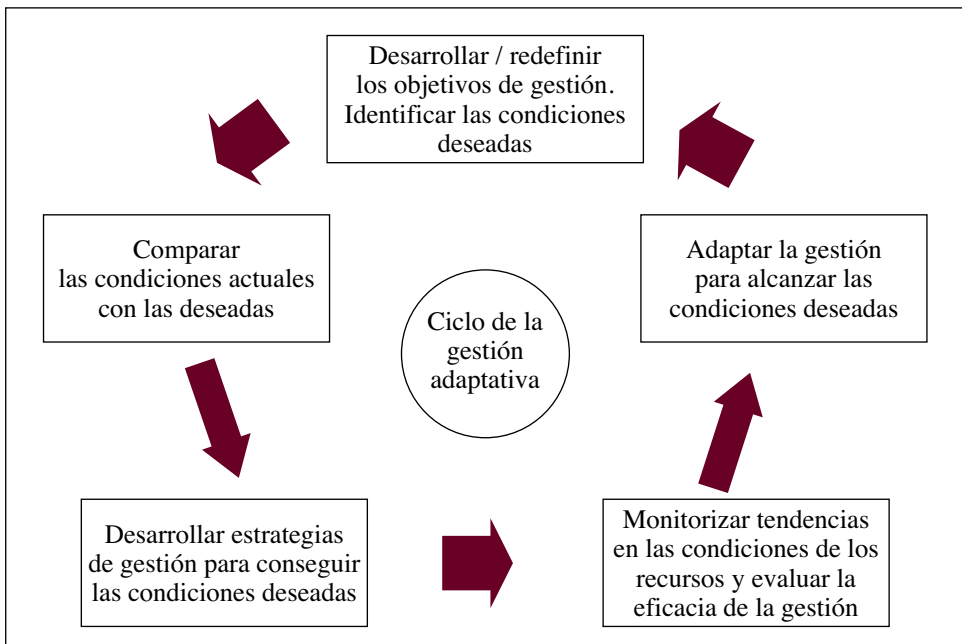 Desarrollar / redefinir
los objetivos de gestión.
Identificar las condiciones
deseadas
Comparar
las condiciones actuales
con las deseadas
Adaptar la gestión
para alcanzar las
condiciones deseadas
Ciclo de la
gestión
adaptativa
Desarrollar estrategias
de gestión para conseguir
las condiciones deseadas
Monitorizar tendencias
en las condiciones de los
recursos y evaluar la
eficacia de la gestión